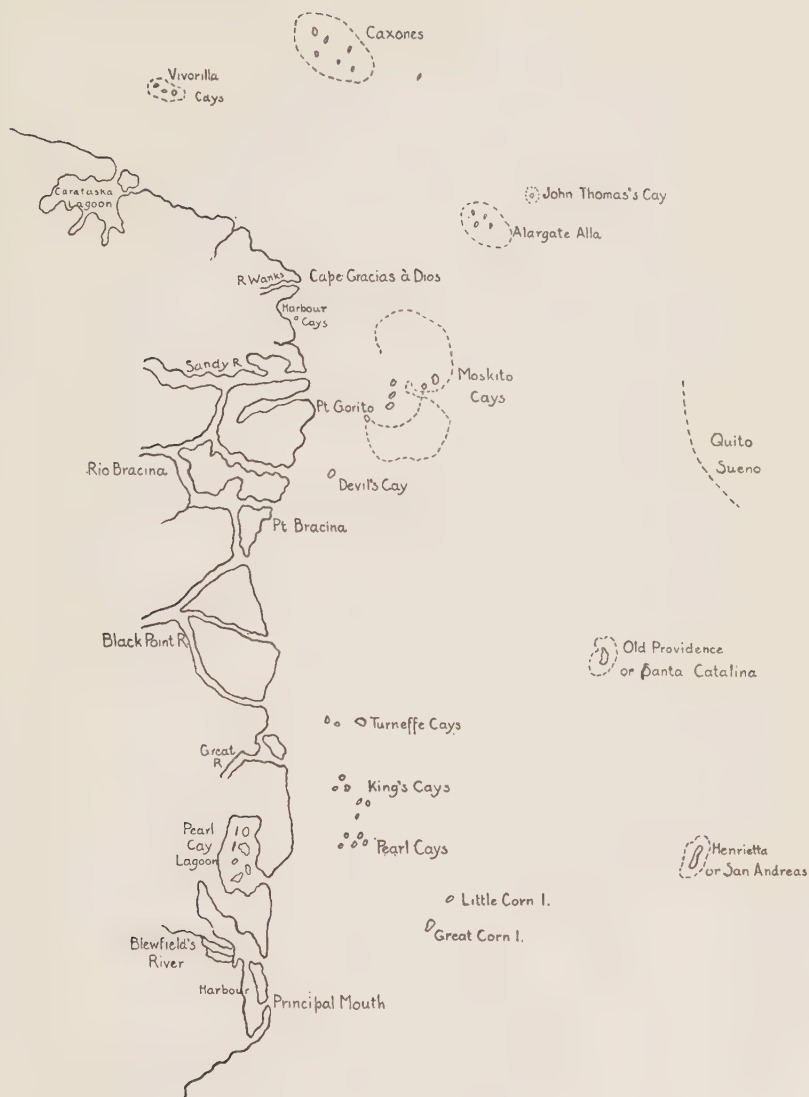 Caxones
Vivorilla
Cays
Caratuska
Lagoon
John Thomas's Cay
Alargate Alla
R Wanks
Cape Gracias à Dios
Harbour
Cays
Sandy R
Moskito
Cays
Pt Gorito
Quito
Sueno
Rio Bracina
Devil's Cay
Pt Bracina
Black Point R
Old Providence
or Santa Catalina
Turneffe Cays
Great
R
King's Cays
Pearl
Cay
Lagoon
Pearl Cays
Henrietta
or San Andreas
Little Corn I.
Great Corn I.
Blewfield's
River
Harbour
Principal Mouth